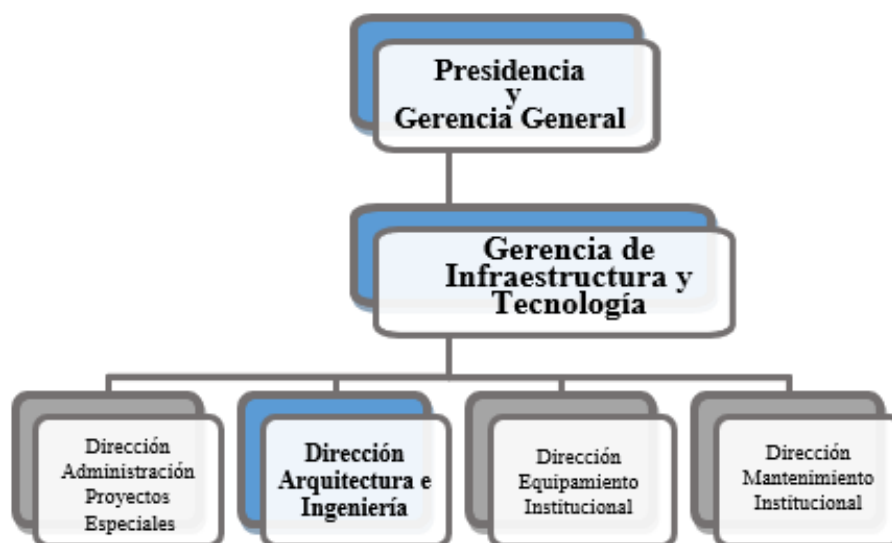 Presidencia
y
Gerencia General
Gerencia de
Infraestructura y
Tecnología
Dirección
Administración
Proyectos
Especiales
Dirección
Arquitectura e
Ingeniería
Dirección
Equipamiento
Institucional
Dirección
Mantenimiento
Institucional